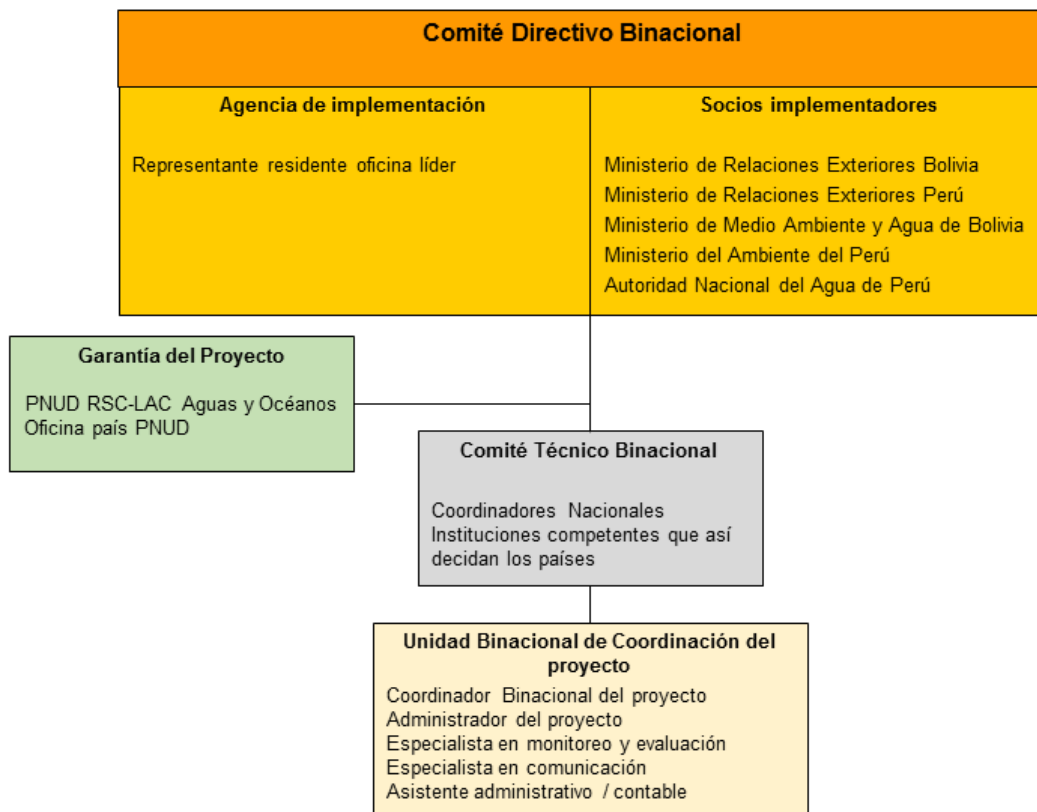 Comité Directivo Binacional
Agencia de implementación
Representante residente oficina líder
Socios implementadores
Ministerio de Relaciones Exteriores Bolivia
Ministerio de Relaciones Exteriores Perú
Ministerio de Medio Ambiente y Agua de Bolivia
Ministerio del Ambiente del Perú
Autoridad Nacional del Agua de Perú
Garantía del Proyecto
PNUD RSC-LAC Aguas y Océanos
Oficina país PNUD
Comité Técnico Binacional
Coordinadores Nacionales
Instituciones competentes que así
decidan los países
Unidad Binacional de Coordinación del
proyecto
Coordinador Binacional del proyecto
Administrador del proyecto
Especialista en monitoreo y evaluación
Especialista en comunicación
Asistente administrativo / contable